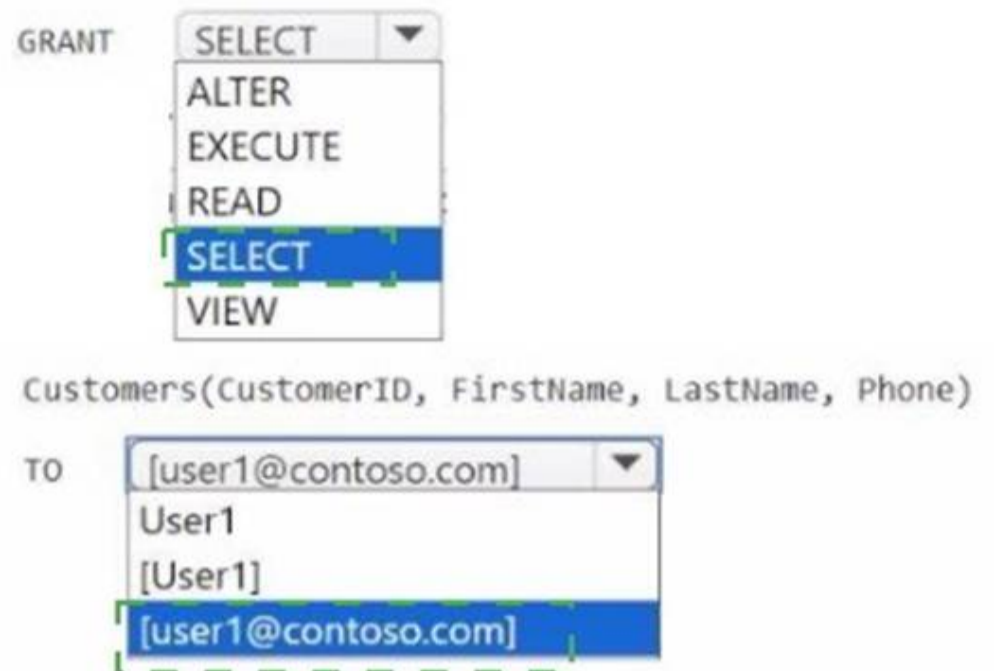 GRANT SELECT
ALTER
EXECUTE
READ
SELECT
VIEW
Customers(CustomerID, FirstName, LastName, Phone)
TO [user1@contoso.com]
User1
[User1]
[user1@contoso.com]